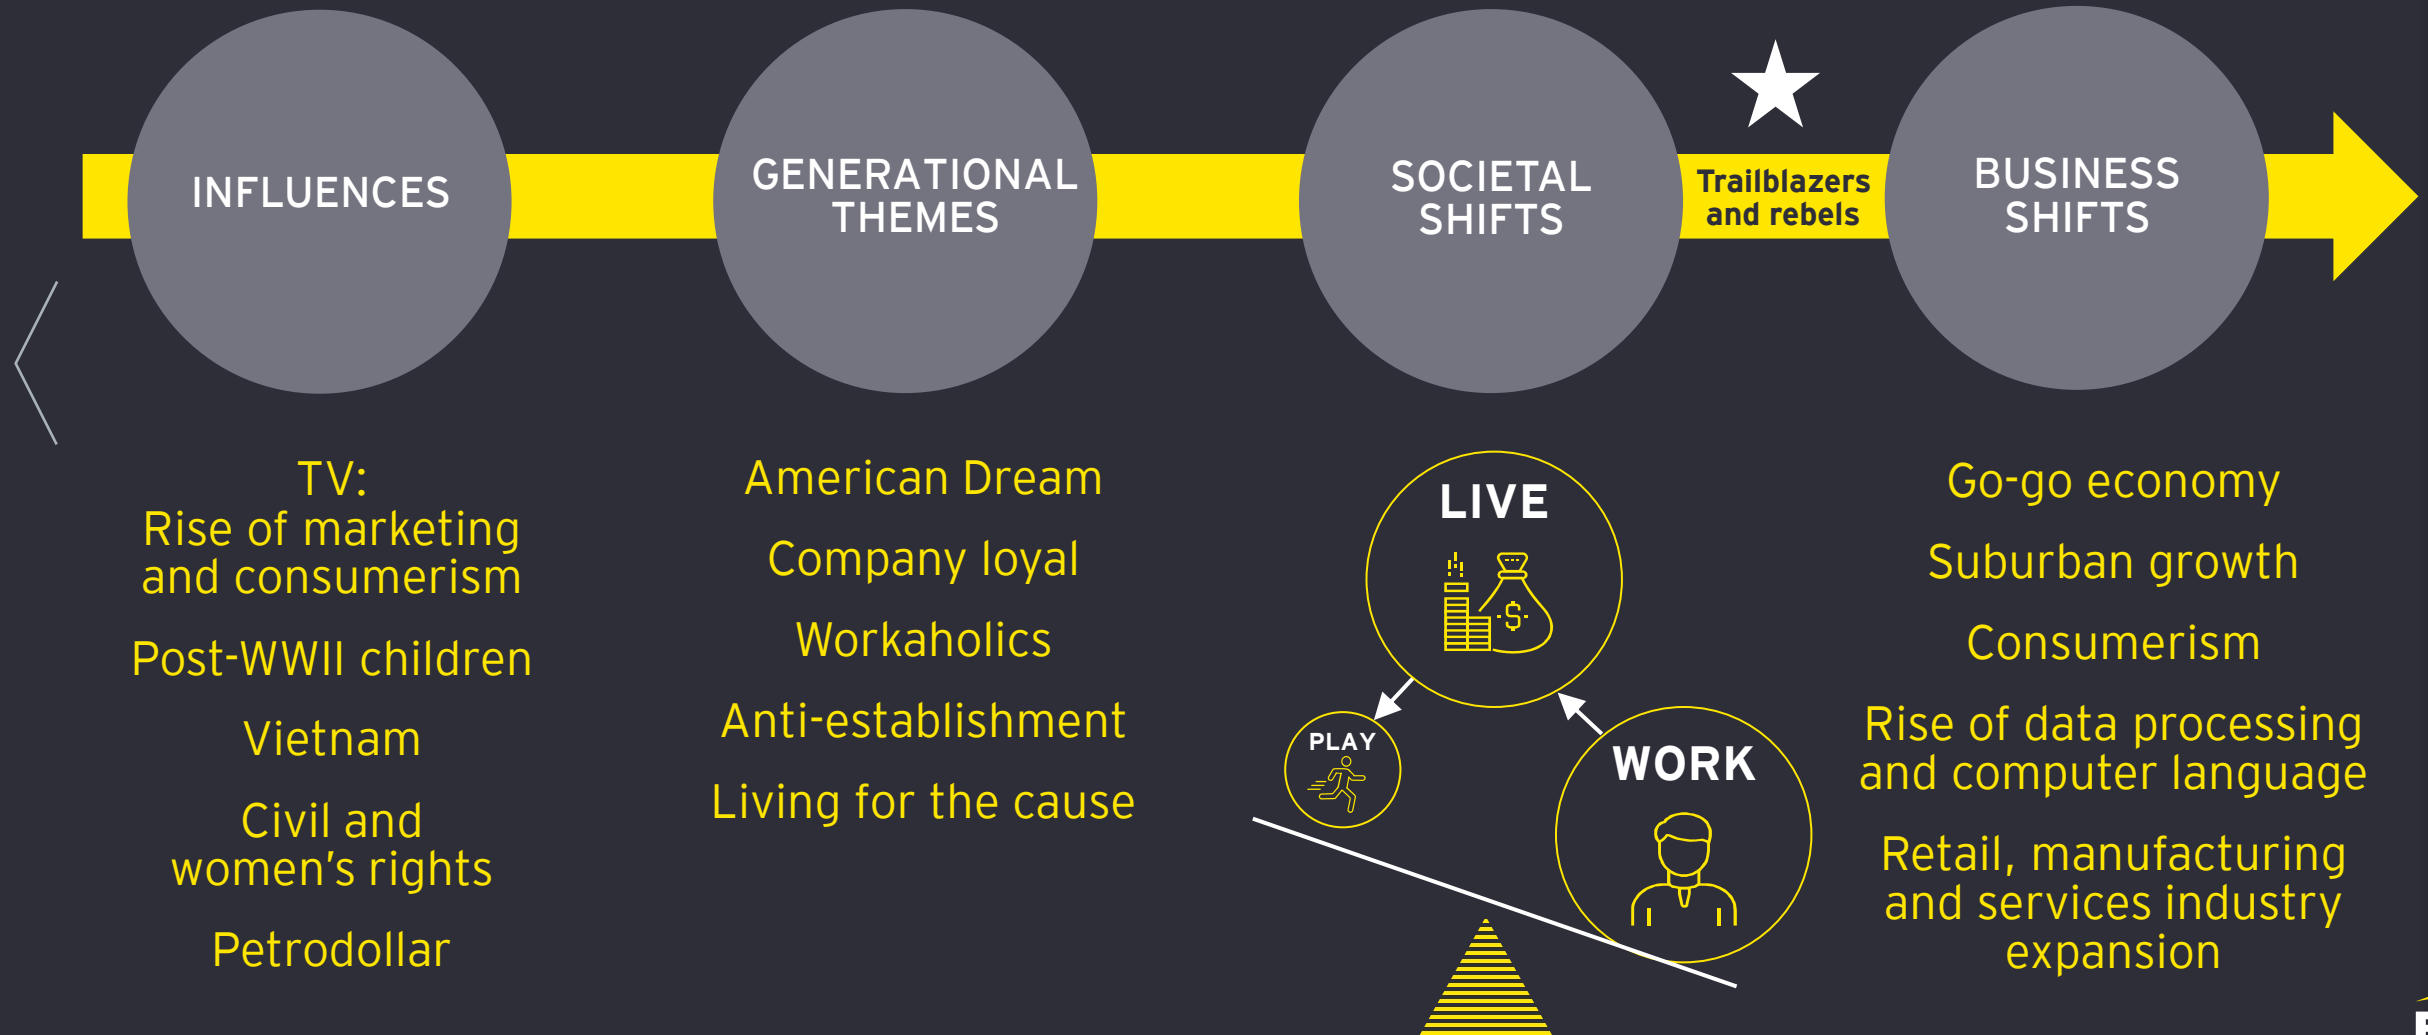 INFLUENCES
GENERATIONAL
THEMES
SOCIETAL
SHIFTS
Trailblazers
and rebels
BUSINESS
SHIFTS
TV:
Rise of marketing
and consumerism
Post-WWII children
Vietnam
Civil and
women's rights
Petrodollar
American Dream
Company loyal
Workaholics
Anti-establishment
Living for the cause
LIVE
$
PLAY
WORK
Go-go economy
Suburban growth
Consumerism
Rise of data processing
and computer language
Retail, manufacturing
and services industry
expansion